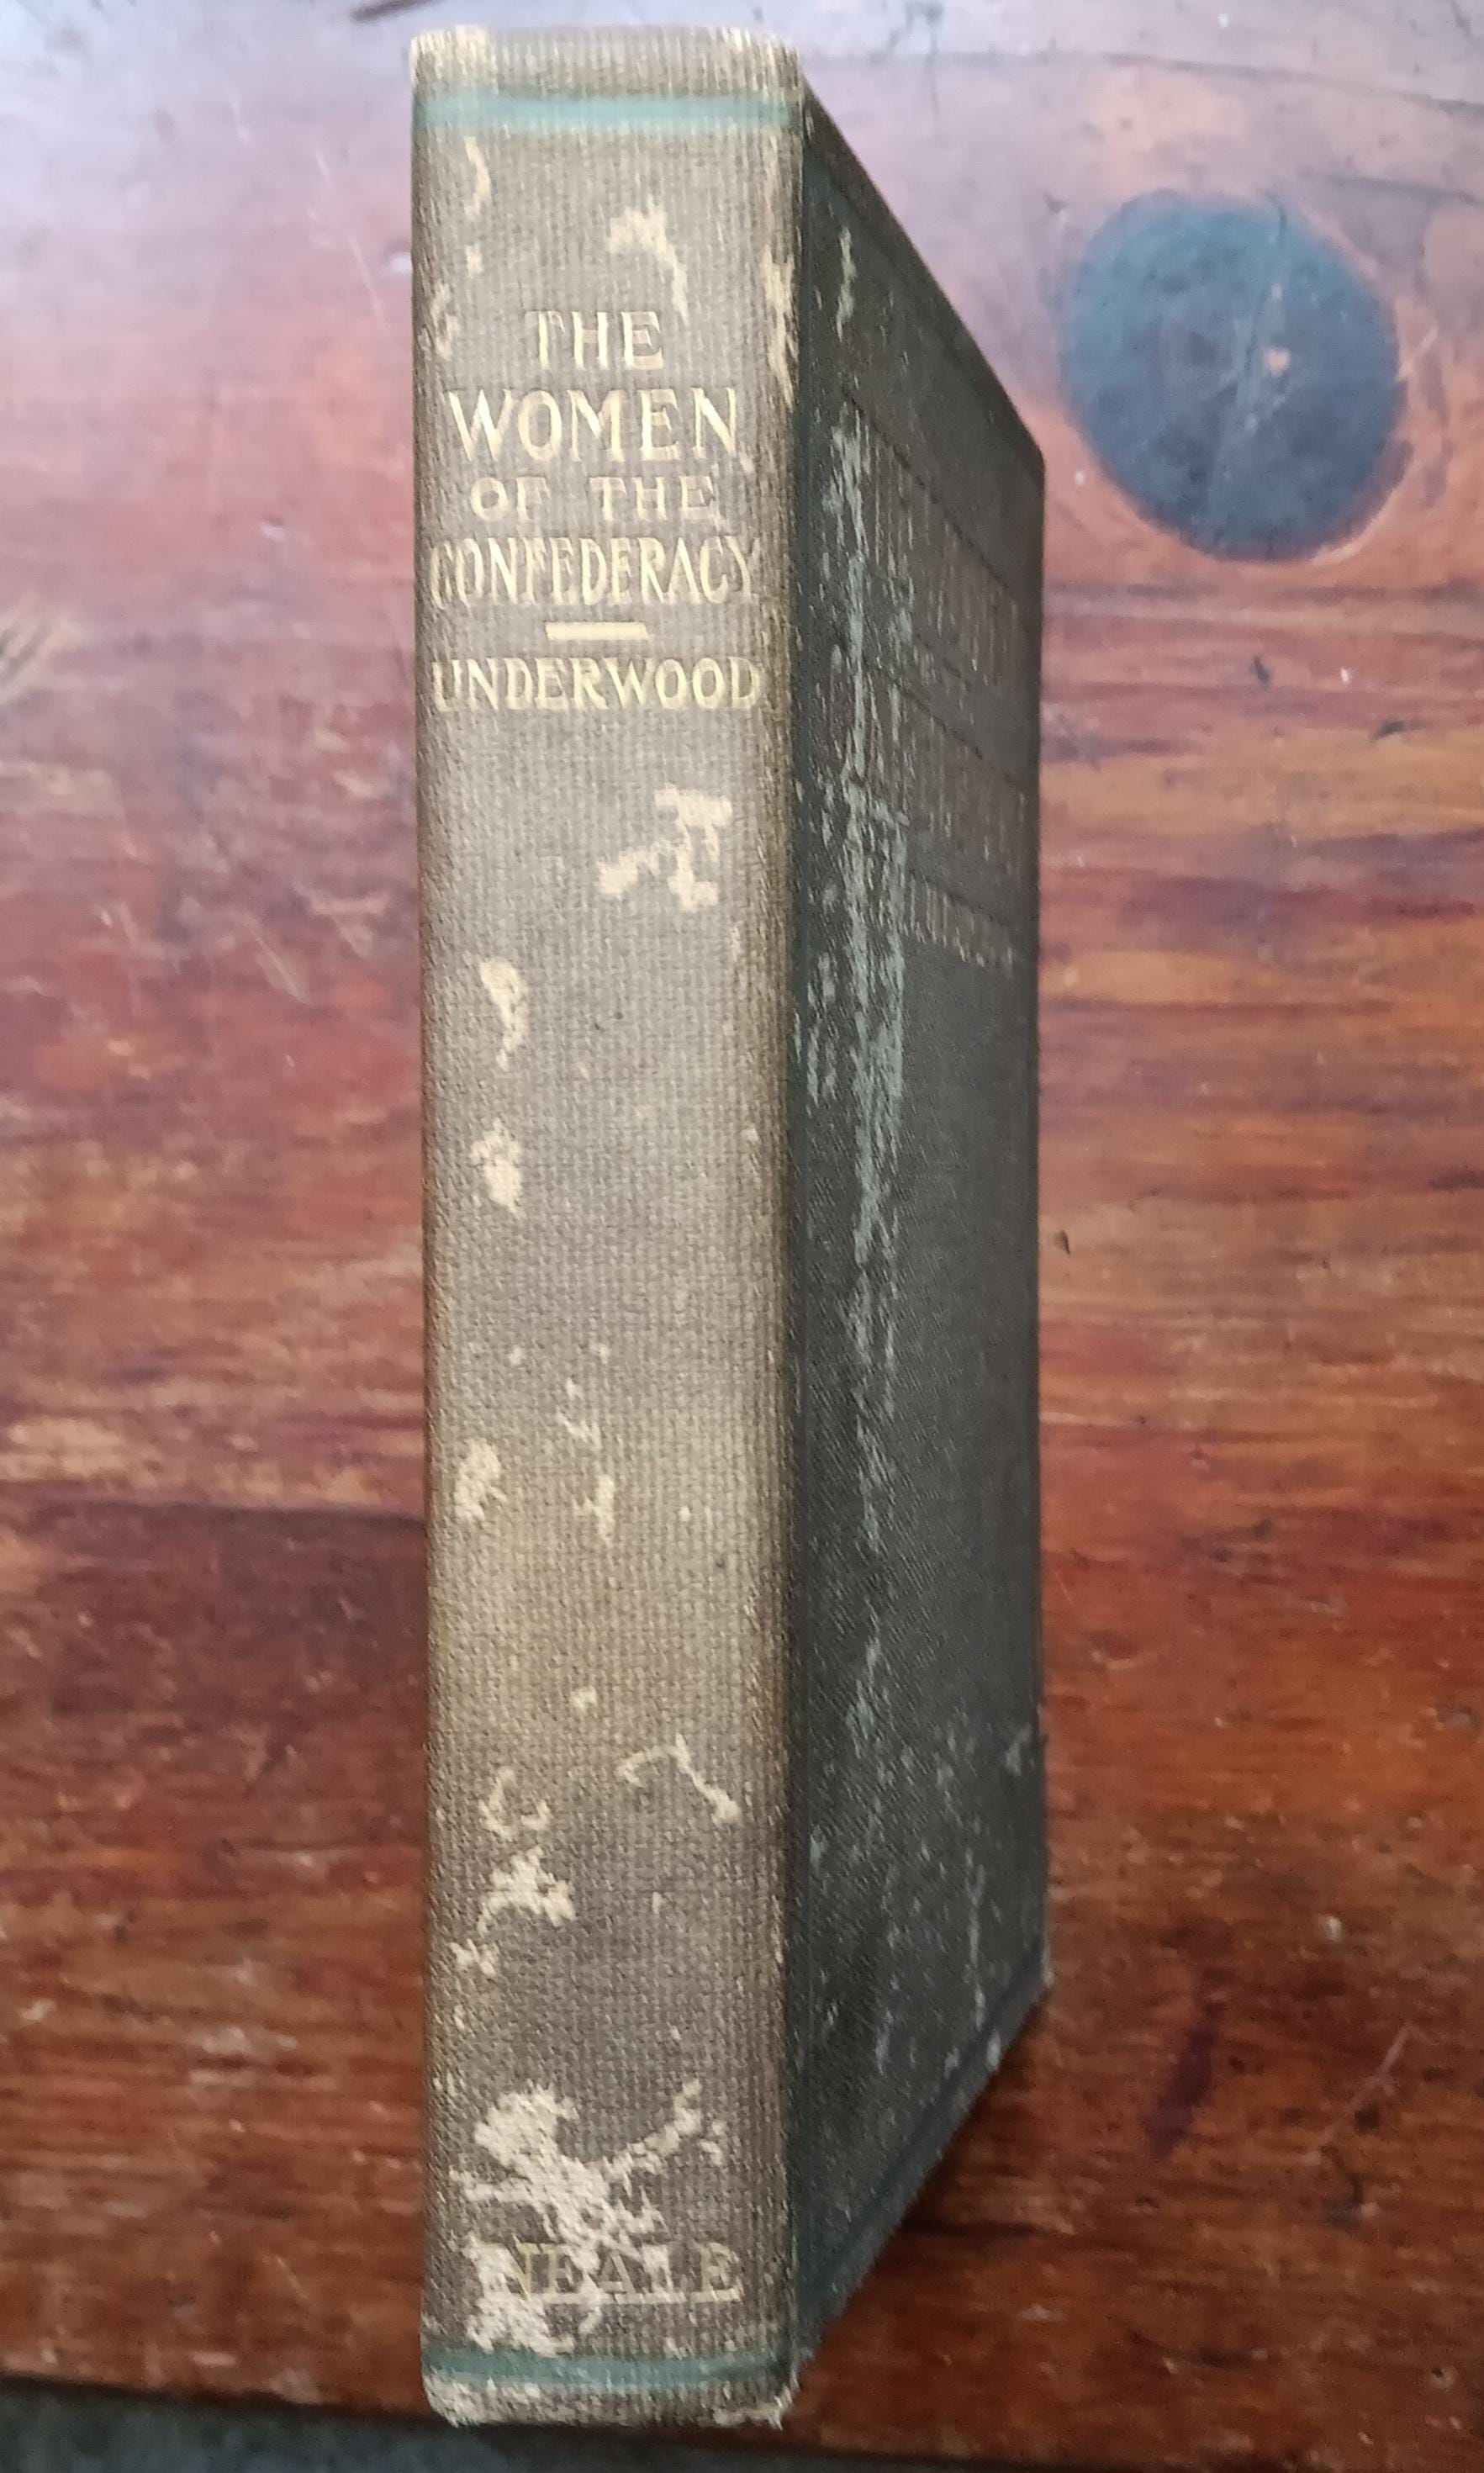 THE
WOMEN
OF THE
CONFEDERACY
UNDERWOOD
NEALE